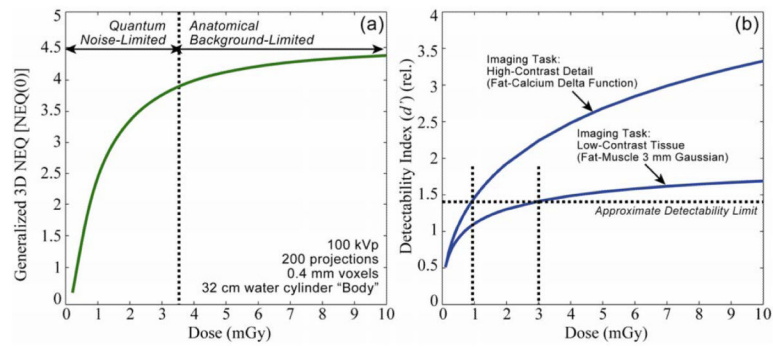 (a)
Quantum
Noise-Limited
Anatomical
Background-Limited
Generalized 3D NEQ [NEQ(0)]
5
4.5
4
3.5
3
2.5
2
1.5
1
0.5
0
100 kVp
200 projections
0.4 mm voxels
32 cm water cylinder “Body”
0 1 2 3 4 5 6 7 8 9 10
Dose (mGy)
(b)
Detectability Index (d’) (rel.)
4
3.5
3
2.5
2
1.5
1
0.5
0
Imaging Task:
High-Contrast Detail
(Fat-Calcium Delta Function)
Imaging Task:
Low-Contrast Tissue
(Fat-Muscle 3 mm Gaussian)
Approximate Detectability Limit
0 1 2 3 4 5 6 7 8 9 10
Dose (mGy)